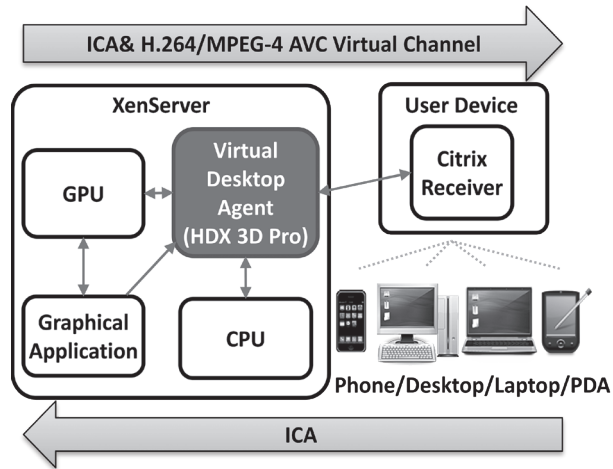 ICA& H.264/MPEG-4 AVC Virtual Channel
XenServer
GPU
Virtual
Desktop
Agent
(HDX 3D Pro)
Graphical
Application
CPU
User Device
Citrix
Receiver
Phone/Desktop/Laptop/PDA
ICA